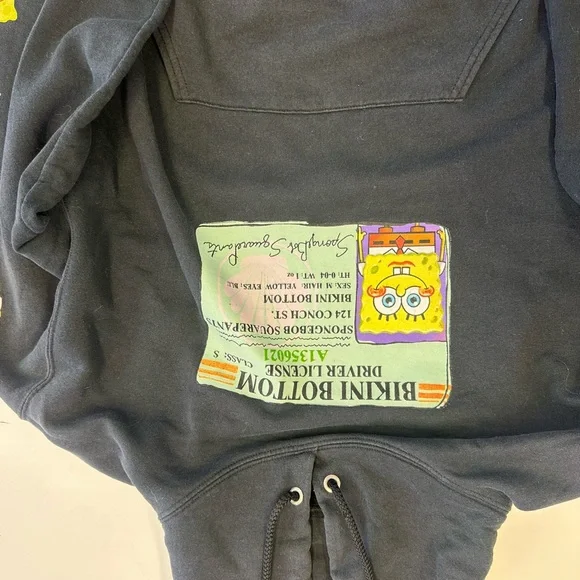 BIKINI BOTTOM
DRIVER LICENSE
A1356021
CLASS: S
SPONGEBOB SQUAREPANTS
124 CONCH ST.
BIKINI BOTTOM
SEX: M HAIR: YELLOW EYES:
HT: 0-04 WT: 1 oz
SpongeBob SquarePants